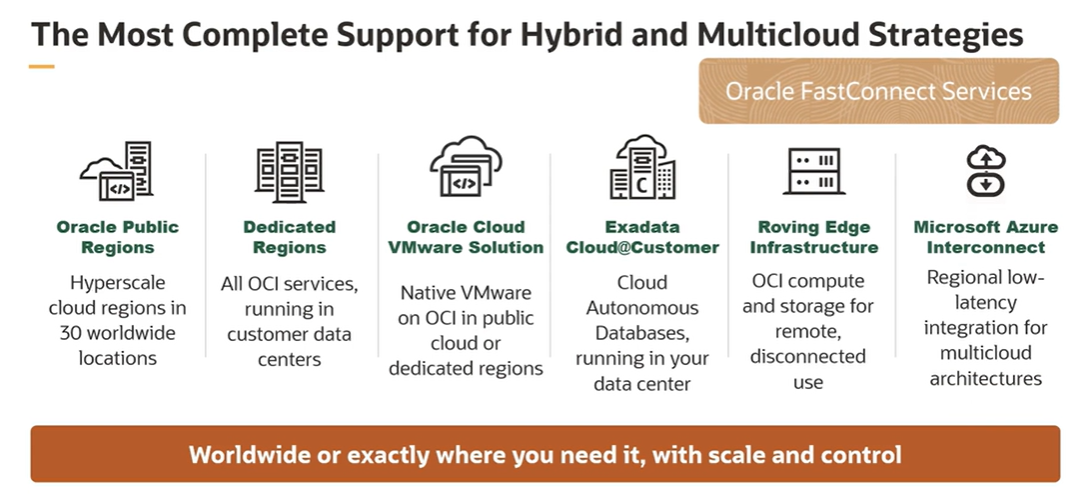 The Most Complete Support for Hybrid and Multicloud Strategies
Oracle FastConnect Services
Oracle Public
Regions
Hyperscale
cloud regions in
30 worldwide
locations
Dedicated
Regions
All OCI services,
running in
customer data
centers
Oracle Cloud
VMware Solution
Native VMware
on OCI in public
cloud or
dedicated regions
Exadata
Cloud@Customer
Cloud
Autonomous
Databases,
running in your
data center
Roving Edge
Infrastructure
OCI compute
and storage for
remote,
disconnected
use
Microsoft Azure
Interconnect
Regional low-
latency
integration for
multicloud
architectures
Worldwide or exactly where you need it, with scale and control